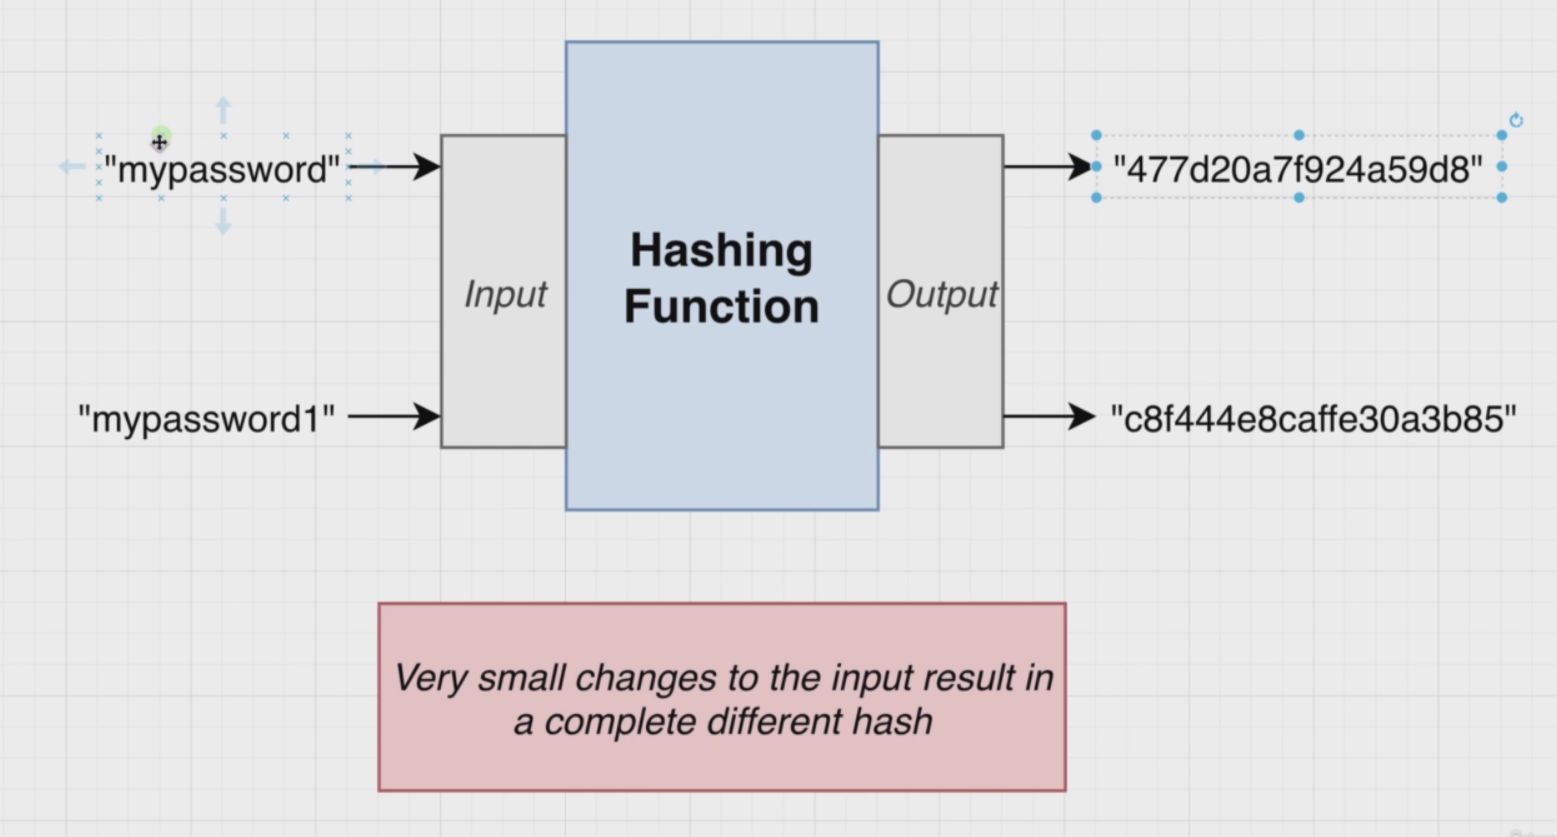 "mypassword"
"477d20a7f924a59d8"
Hashing
Function
Input
Output
"mypassword1"
"c8f444e8caffe30a3b85"
Very small changes to the input result in
a complete different hash